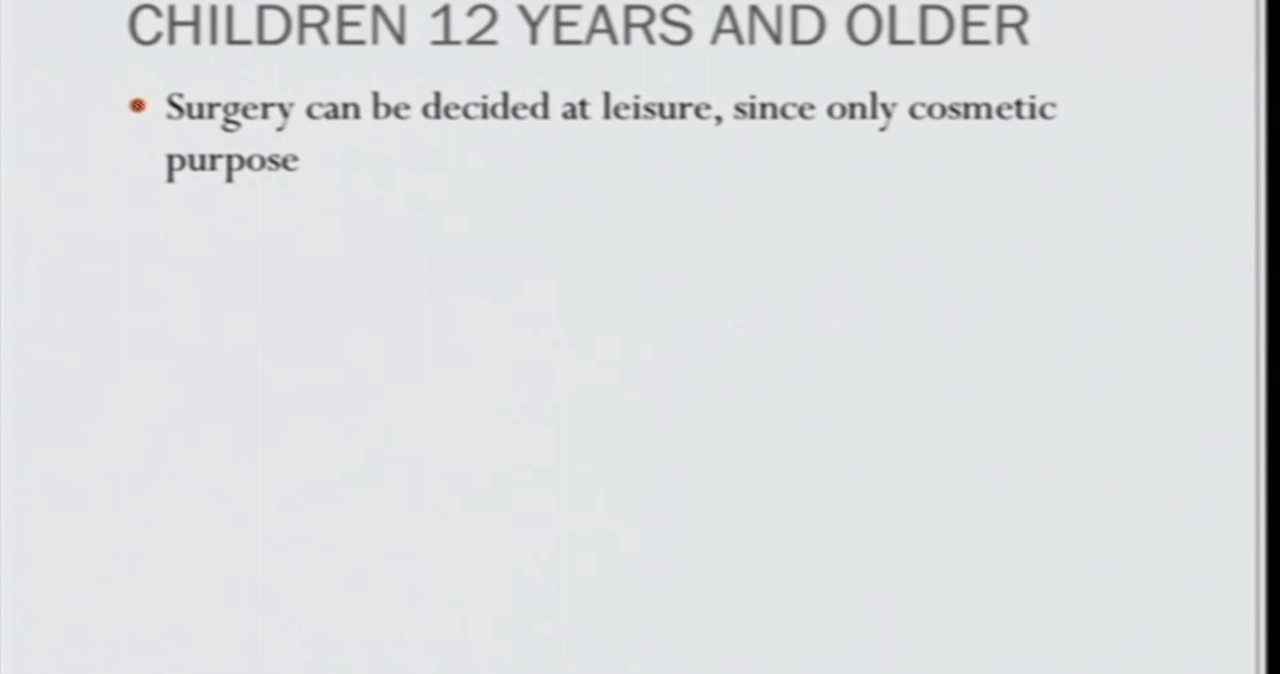 CHILDREN 12 YEARS AND OLDER
Surgery can be decided at leisure, since only cosmetic
purpose